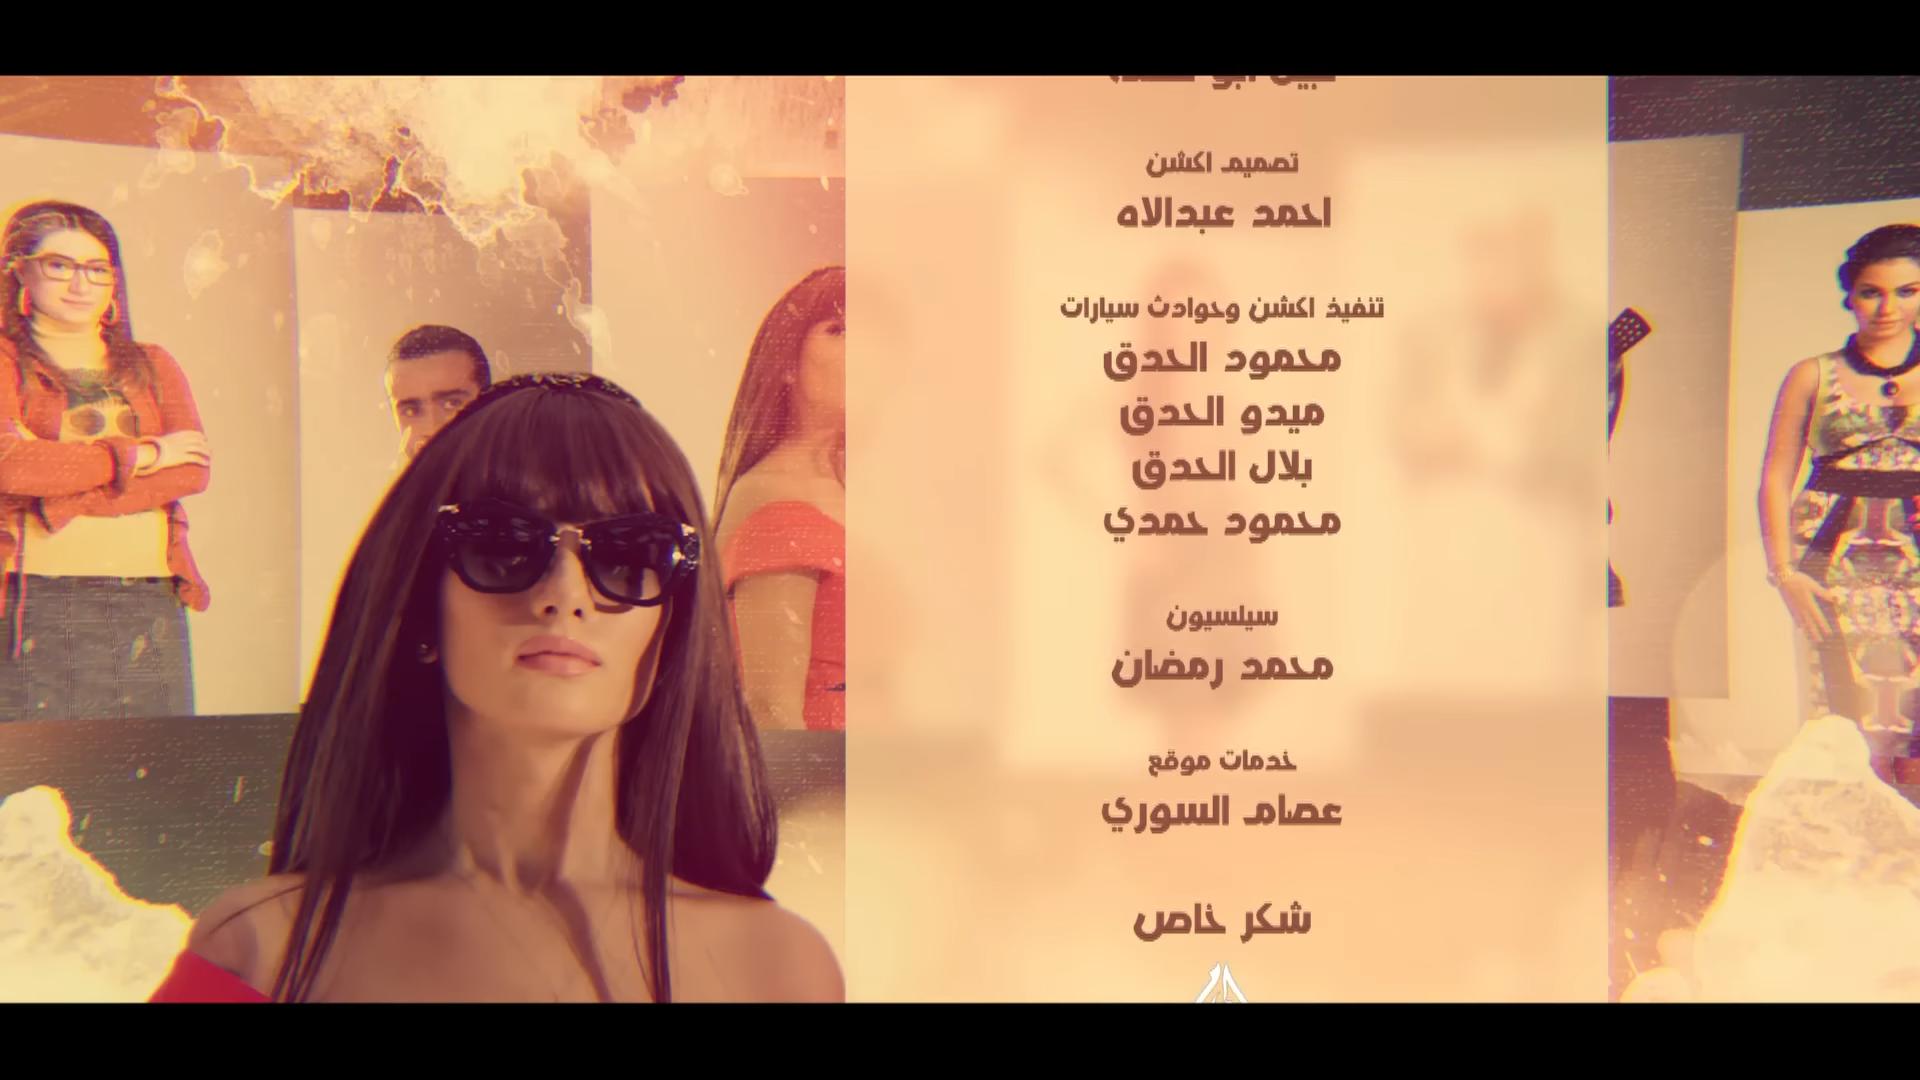 تصميم اكشن
احمد عبدالاه
تنفيذ اكشن وحوادث سيارات
محمود الحدق
ميدو الحدق
بلال الحدق
محمود حمدي
سيلسيون
محمد رمضان
خدمات موقع
عصام السوري
شكر خاص